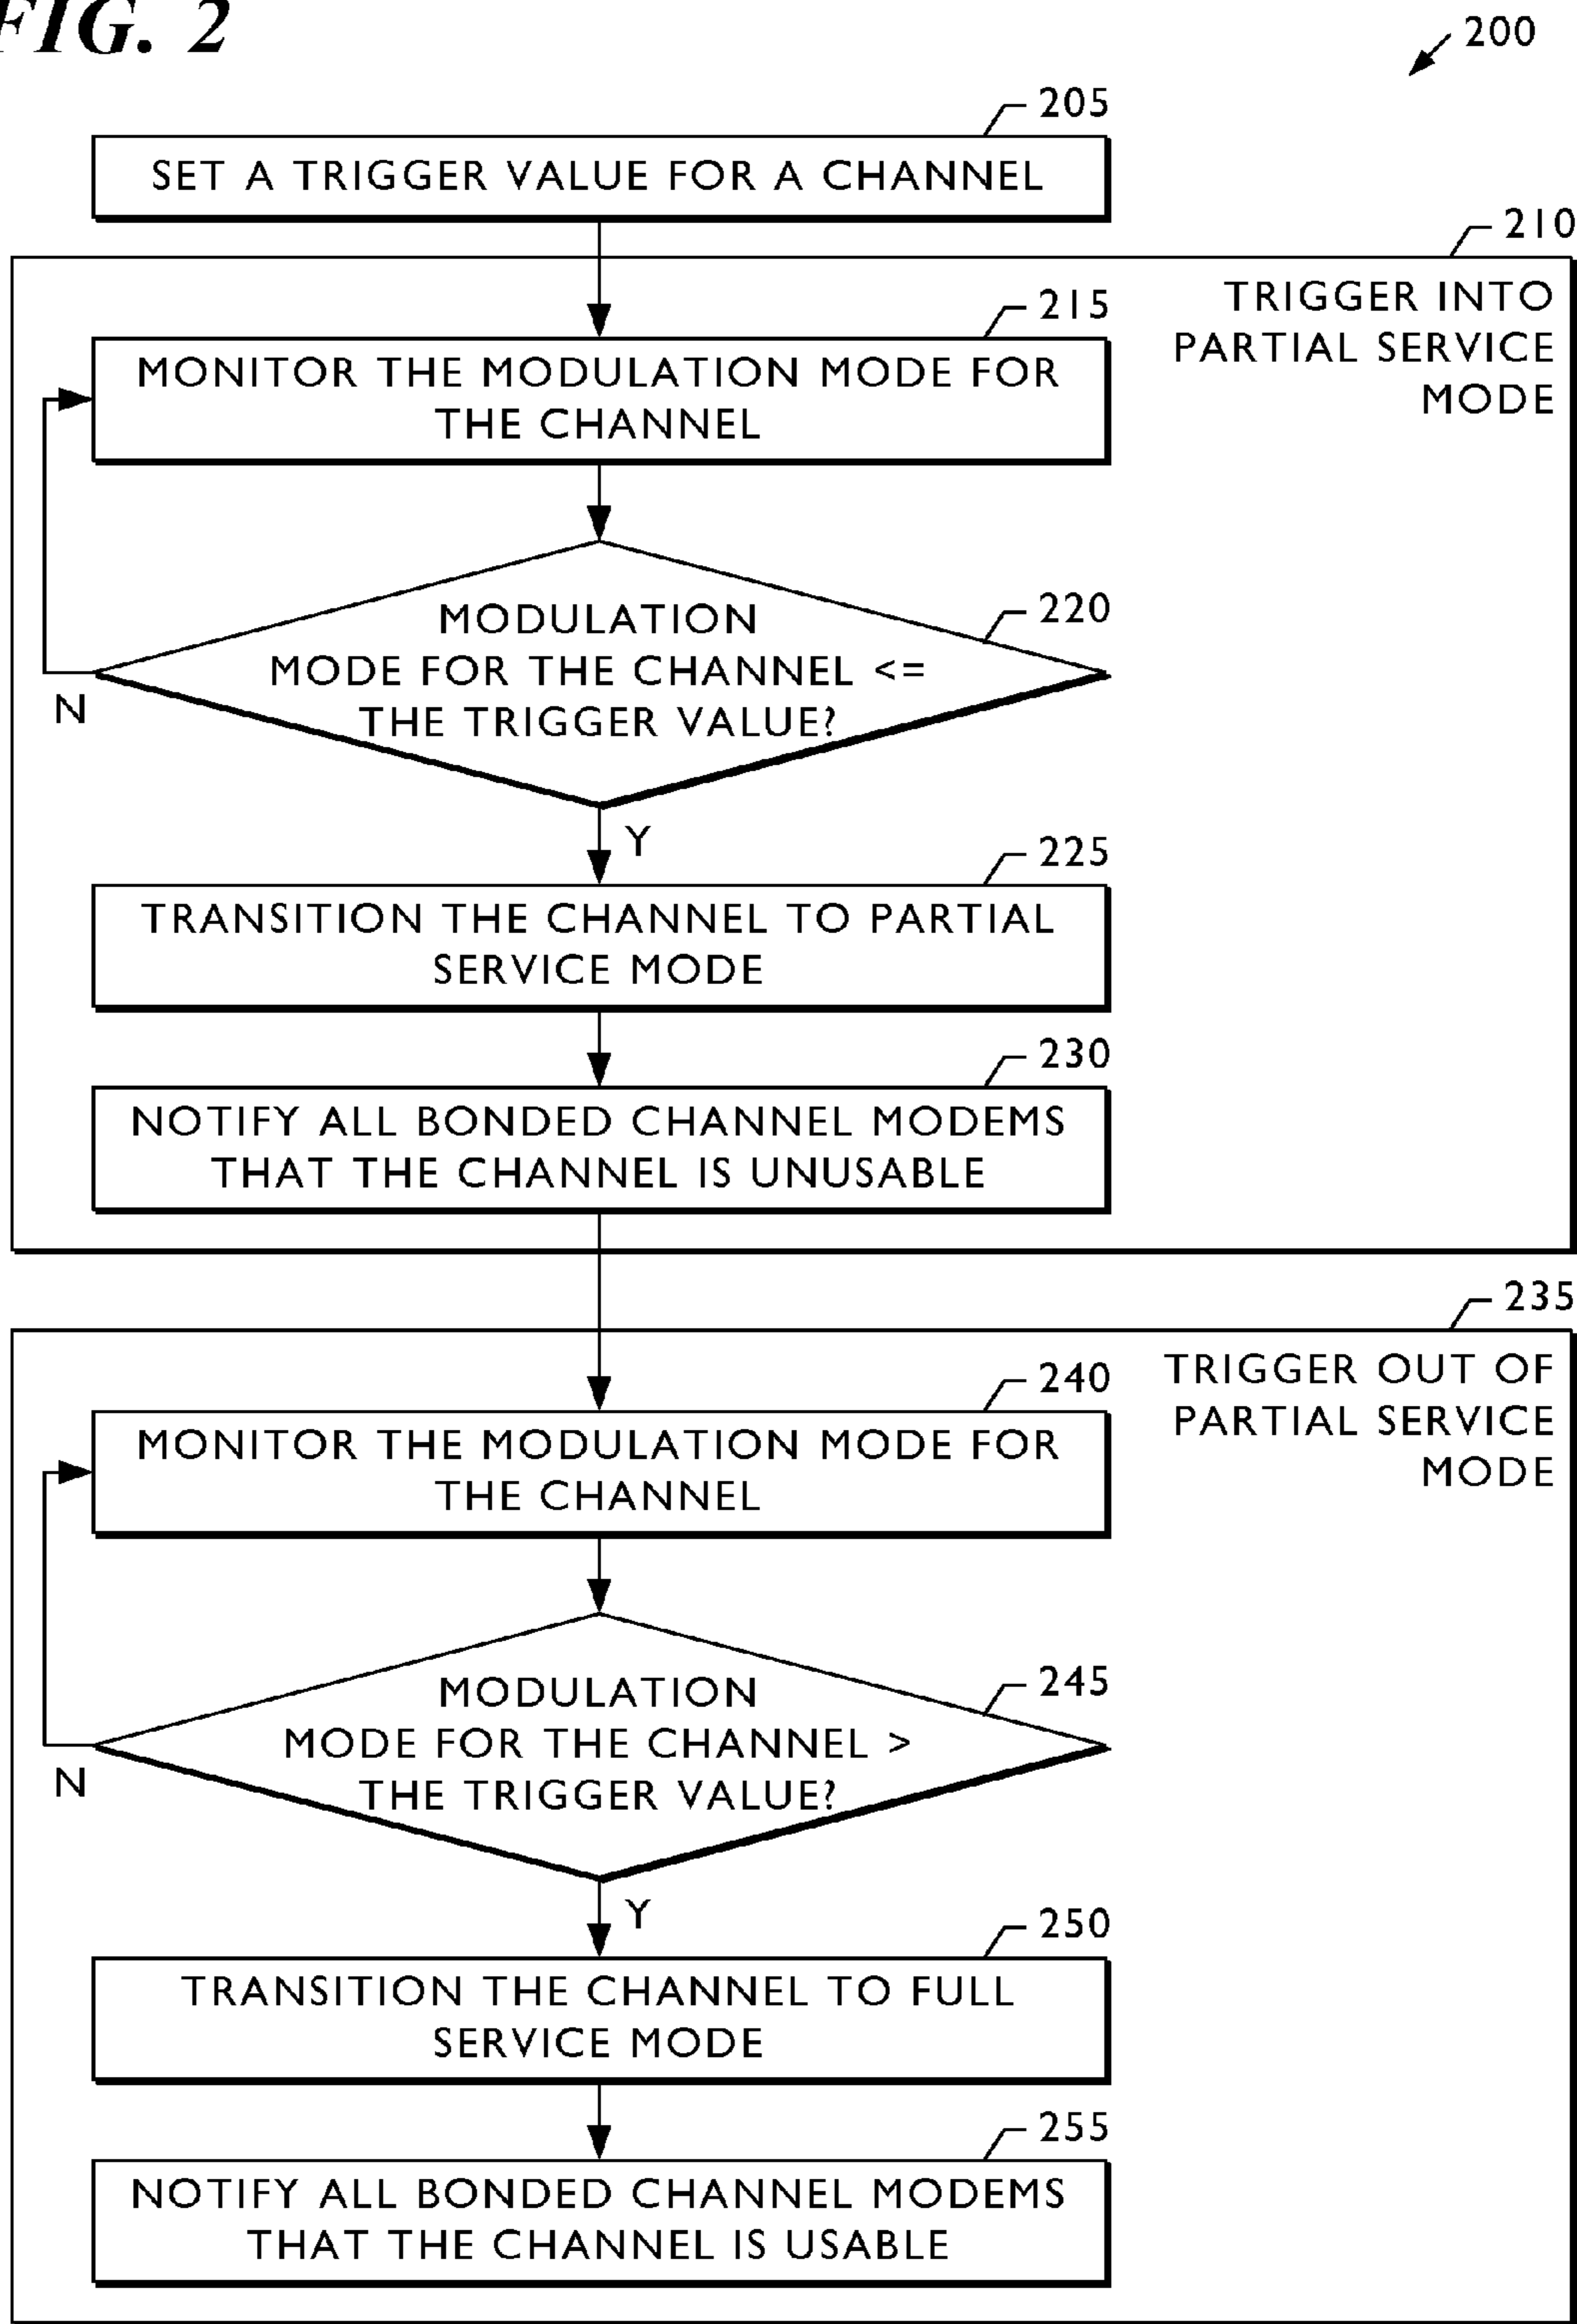 FIG. 2
200
205
SET A TRIGGER VALUE FOR A CHANNEL
210
TRIGGER INTO
PARTIAL SERVICE
MODE
215
MONITOR THE MODULATION MODE FOR
THE CHANNEL
220
MODULATION
MODE FOR THE CHANNEL <=
THE TRIGGER VALUE?
N
Y
225
TRANSITION THE CHANNEL TO PARTIAL
SERVICE MODE
230
NOTIFY ALL BONDED CHANNEL MODEMS
THAT THE CHANNEL IS UNUSABLE
235
TRIGGER OUT OF
PARTIAL SERVICE
MODE
240
MONITOR THE MODULATION MODE FOR
THE CHANNEL
245
MODULATION
MODE FOR THE CHANNEL >
THE TRIGGER VALUE?
N
Y
250
TRANSITION THE CHANNEL TO FULL
SERVICE MODE
255
NOTIFY ALL BONDED CHANNEL MODEMS
THAT THE CHANNEL IS USABLE